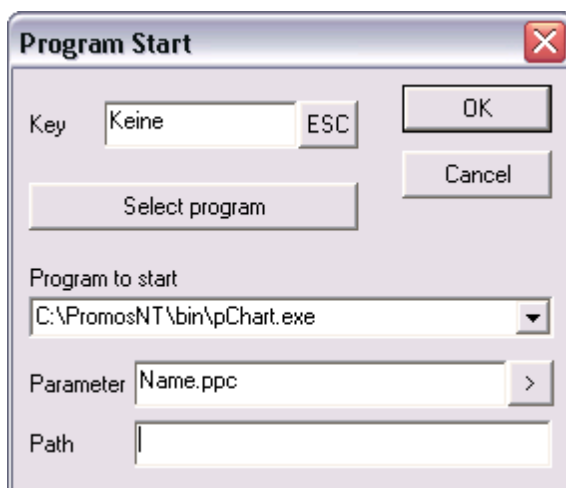 Program Start
Key Keine ESC OK
Cancel
Select program
Program to start
C:\PromosNT\bin\pChart.exe
Parameter Name.ppc >
Path